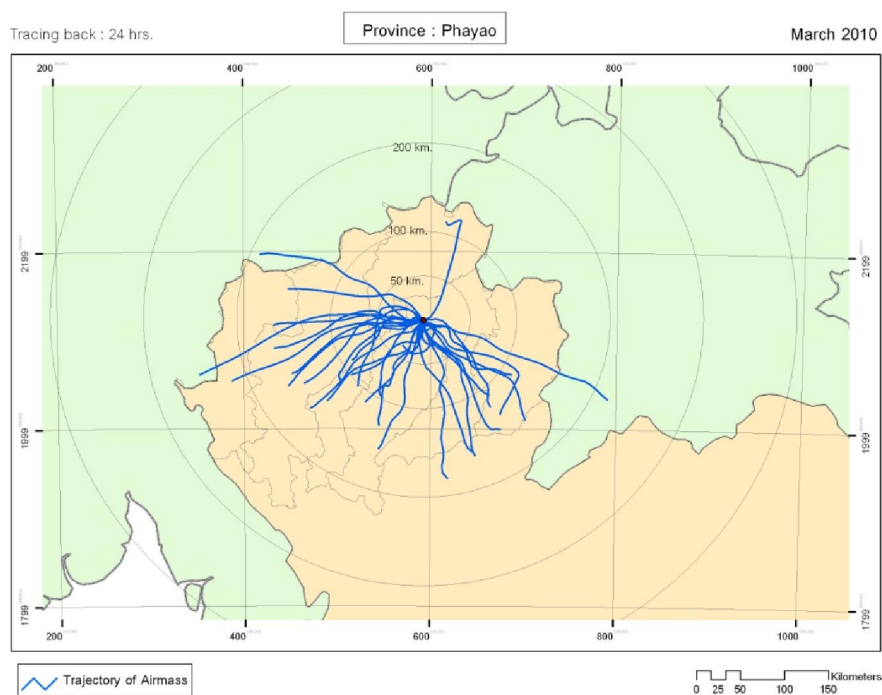 Tracing back : 24 hrs.
Province : Phayao
March 2010
200 400 600 800 1000
200 km.
100 km.
50 km.
2199 2199
1999 1999
1799 1799
200 400 600 800 1000
Trajectory of Airmass
Kilometers
0 25 50 100 150